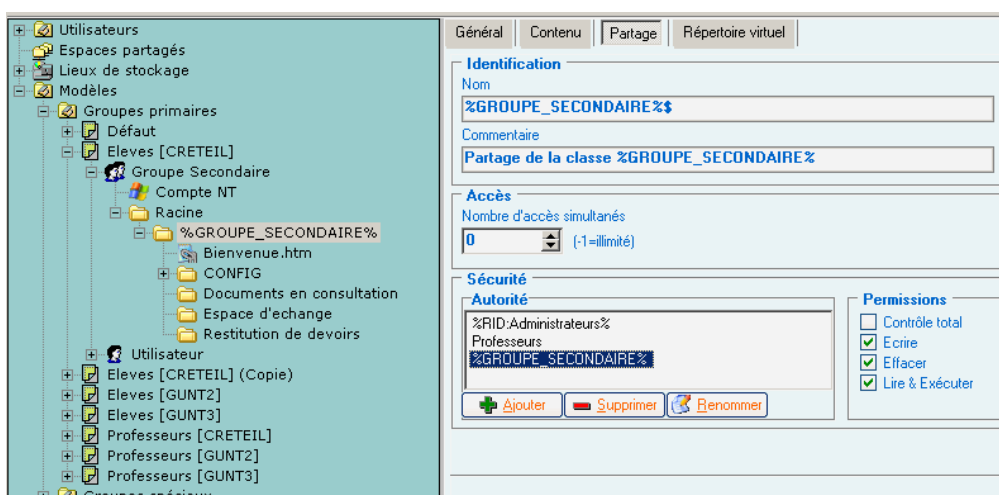 Utilisateurs
Espaces partagés
Lieux de stockage
Modèles
Groupes primaires
Défaut
Eleves [CRETEIL]
Groupe Secondaire
Compte NT
Racine
%GROUPE_SECONDAIRE%
Bienvenue.htm
CONFIG
Documents en consultation
Espace d'echange
Restitution de devoirs
Utilisateur
Eleves [CRETEIL] (Copie)
Eleves [GUNT2]
Eleves [GUNT3]
Professeurs [CRETEIL]
Professeurs [GUNT2]
Professeurs [GUNT3]
Groupes spéciaux
Général Contenu Partage Répertoire virtuel
Identification
Nom
%GROUPE_SECONDAIRE%$
Commentaire
Partage de la classe %GROUPE_SECONDAIRE%
Accès
Nombre d'accès simultanés
0 (-1=illimité)
Sécurité
Autorité
%RID:Administrateurs%
Professeurs
%GROUPE_SECONDAIRE%
Ajouter Supprimer Renommer
Permissions
Contrôle total
Ecrire
Effacer
Lire & Exécuter